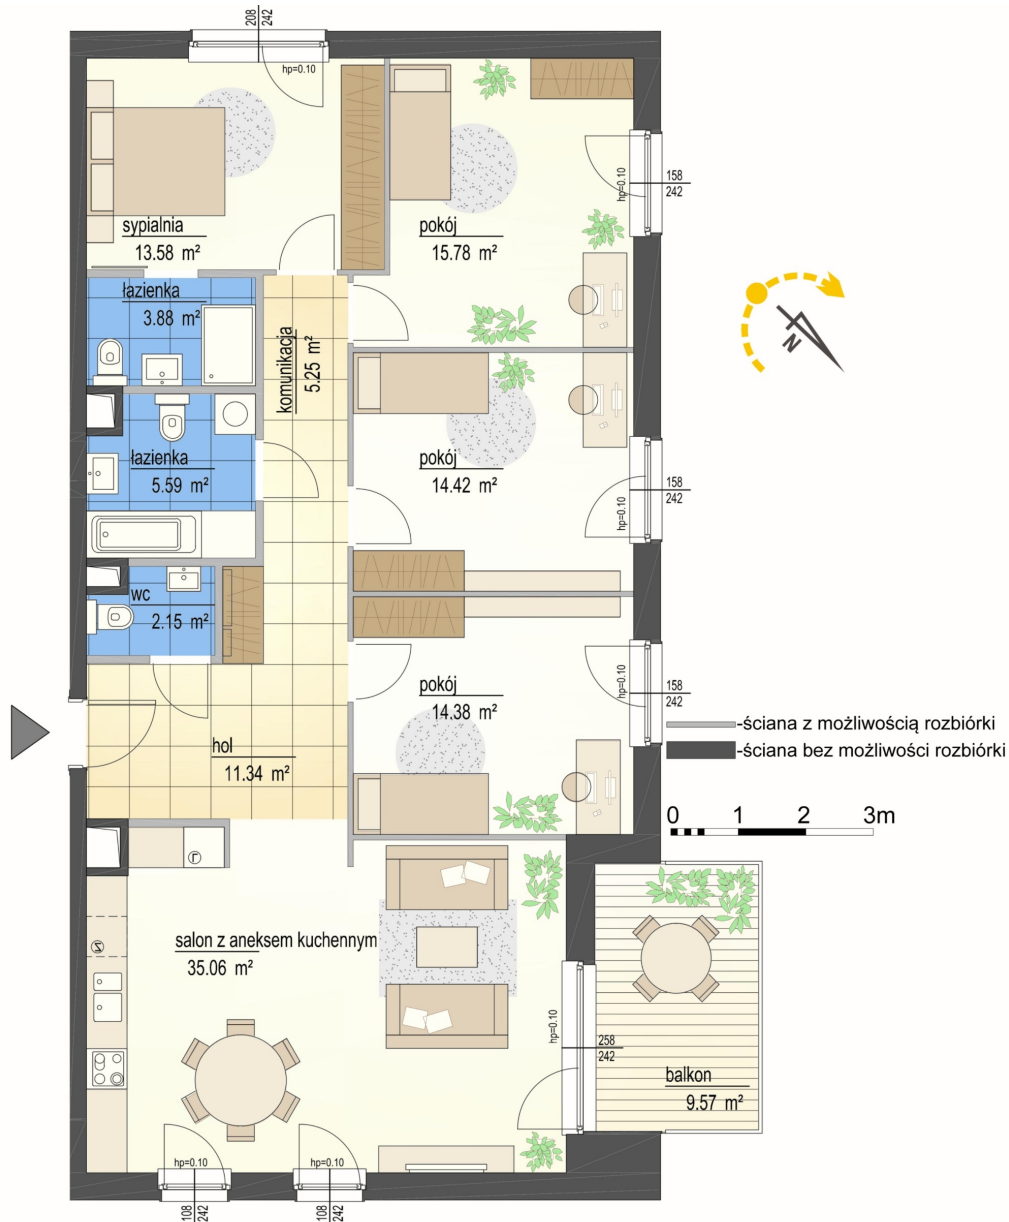 208
242
hp=0.10
sypialnia
13.58 m²
pokój
15.78 m²
hp=0.10
158
242
łazienka
3.88 m²
komunikacja
5.25 m²
N
łazienka
5.59 m²
pokój
14.42 m²
hp=0.10
158
242
wc
2.15 m²
pokój
14.38 m²
hp=0.10
158
242
-ściana z możliwością rozbiórki
-ściana bez możliwości rozbiórki
hol
11.34 m²
0 1 2 3m
L
salon z aneksem kuchennym
35.06 m²
Z
hp=0.10
258
242
balkon
9.57 m²
hp=0.10
hp=0.10
108
242
108
242